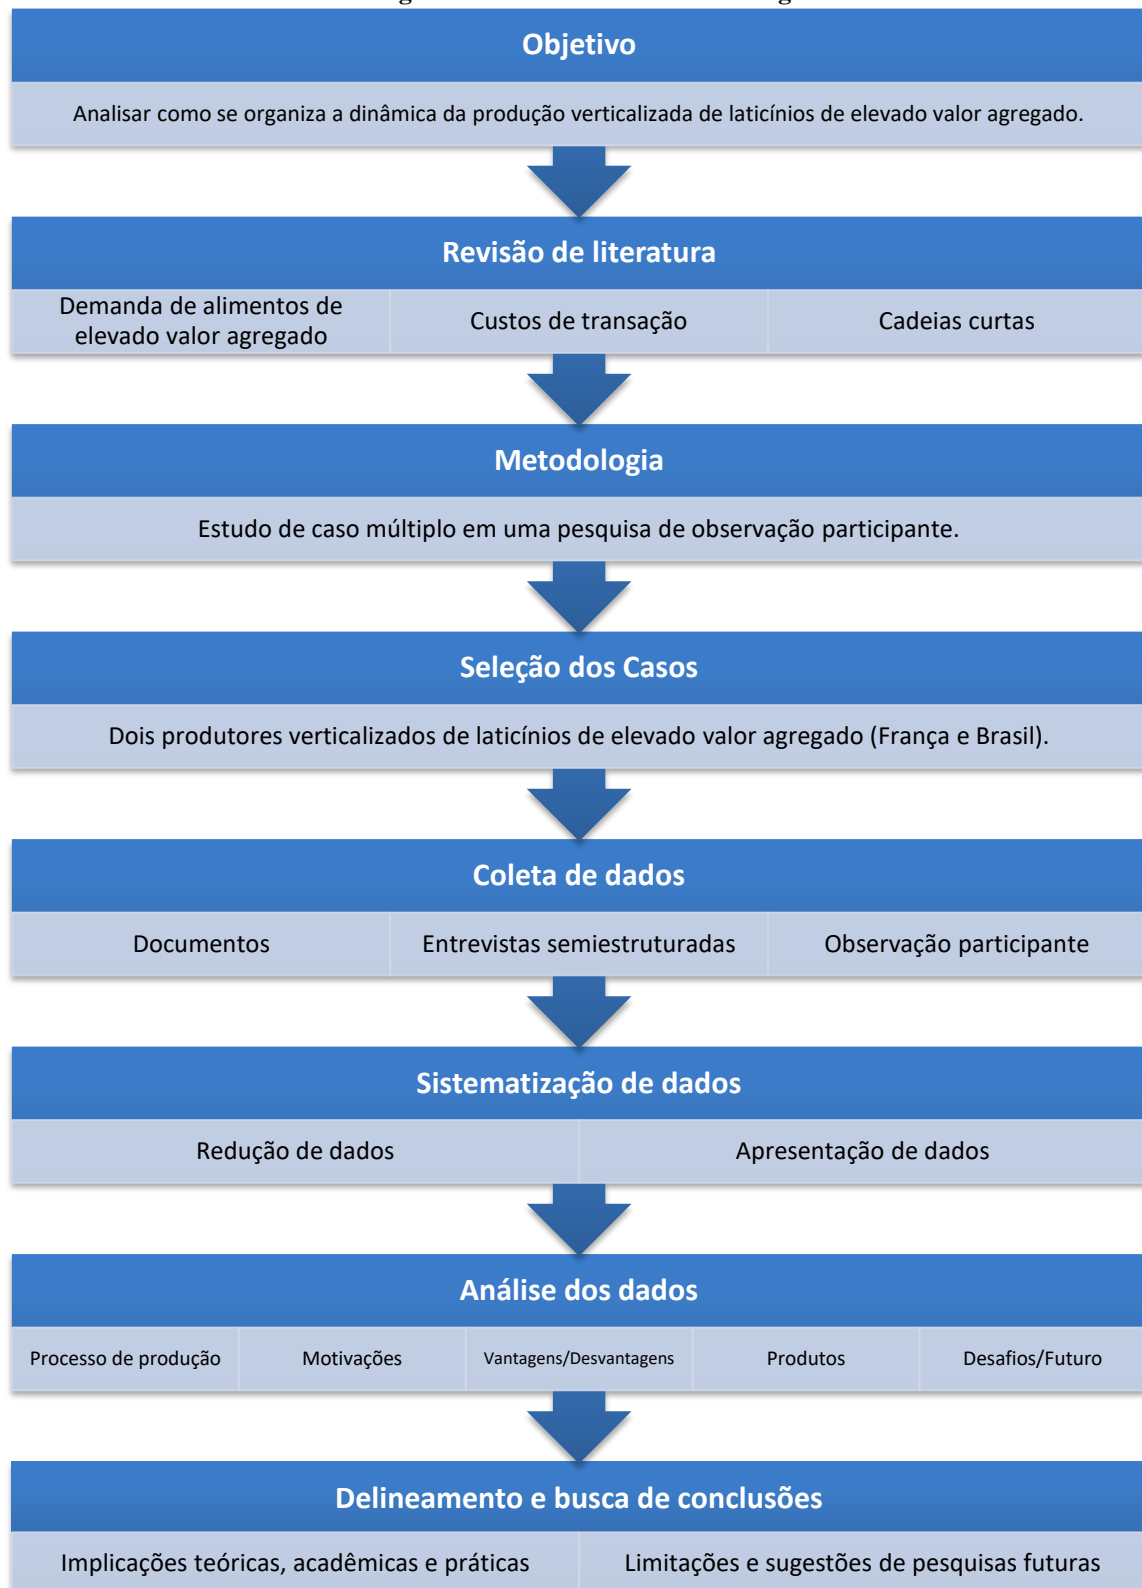 Objetivo
Analisar como se organiza a dinâmica da produção verticalizada de laticínios de elevado valor agregado.
Revisão de literatura
Demanda de alimentos de
elevado valor agregado
Custos de transação
Cadeias curtas
Metodologia
Estudo de caso múltiplo em uma pesquisa de observação participante.
Seleção dos Casos
Dois produtores verticalizados de laticínios de elevado valor agregado (França e Brasil).
Coleta de dados
Documentos
Entrevistas semiestruturadas
Observação participante
Sistematização de dados
Redução de dados
Apresentação de dados
Análise dos dados
Processo de produção
Motivações
Vantagens/Desvantagens
Produtos
Desafios/Futuro
Delineamento e busca de conclusões
Implicações teóricas, acadêmicas e práticas
Limitações e sugestões de pesquisas futuras